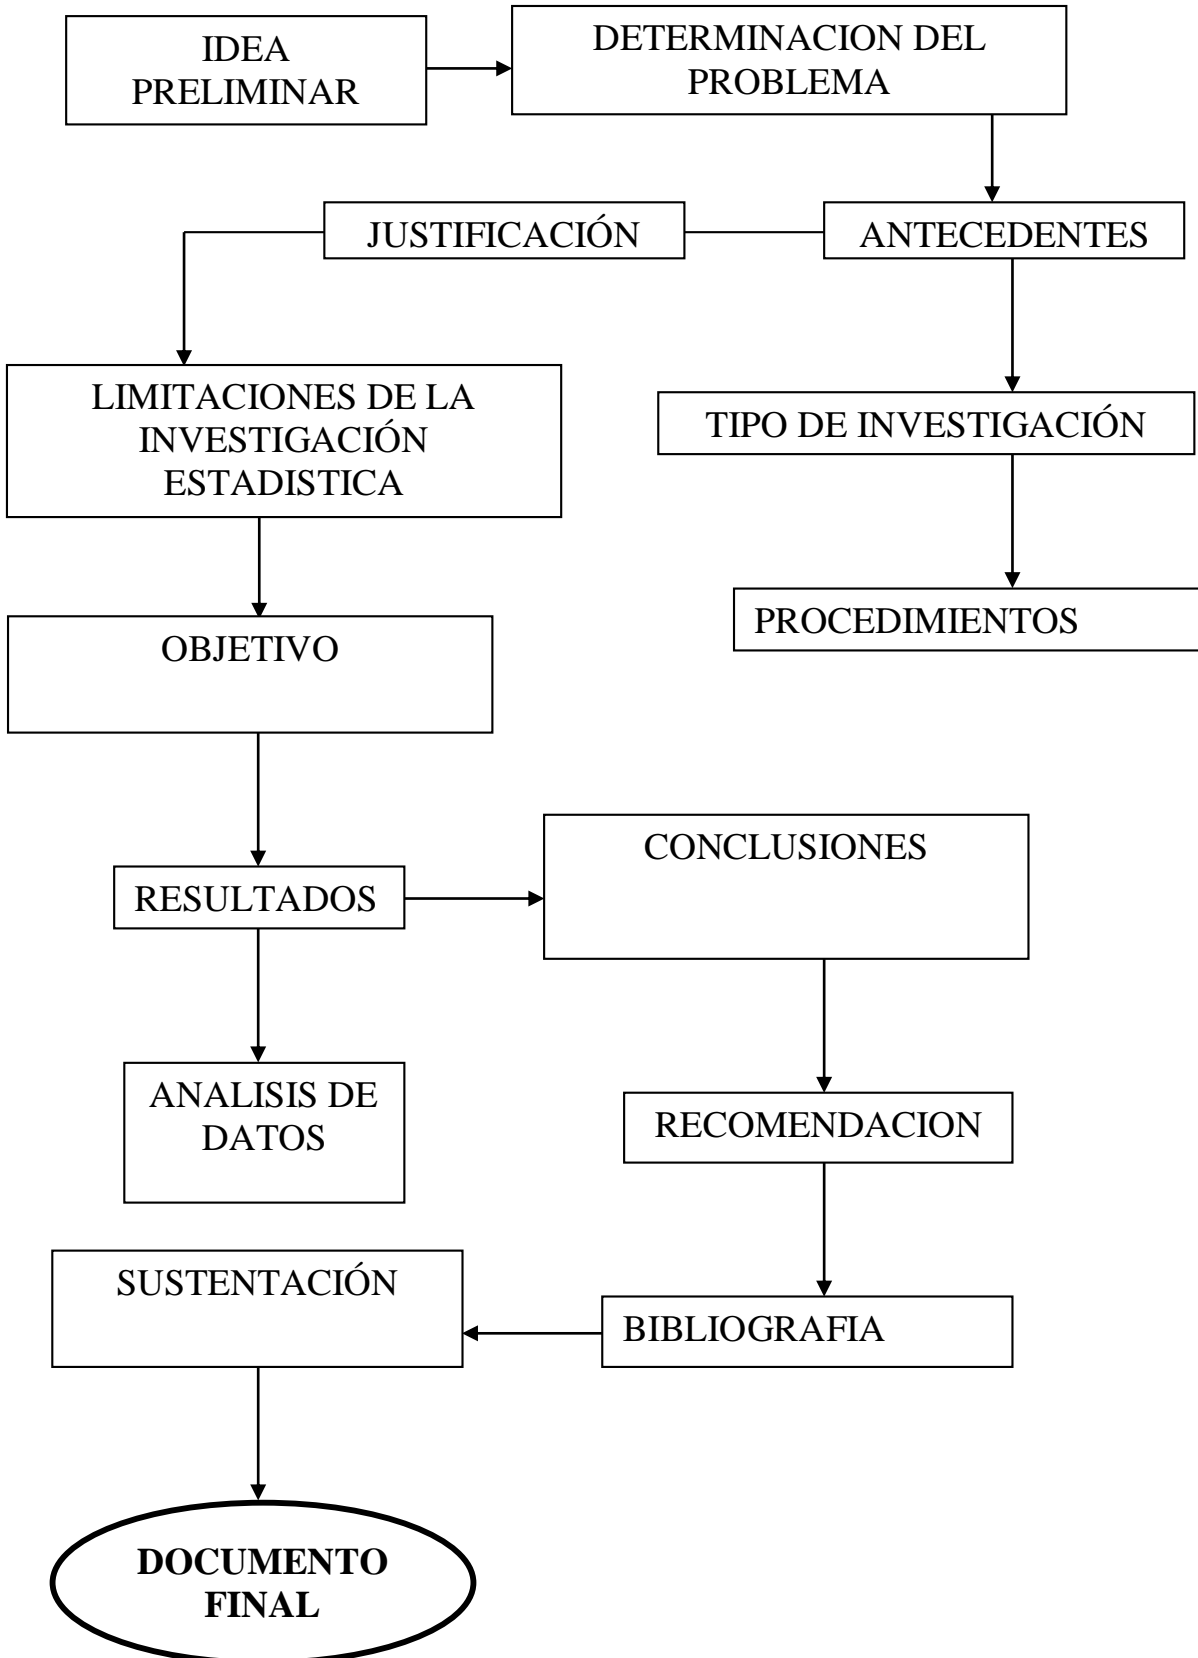 IDEA
PRELIMINAR
DETERMINACION DEL
PROBLEMA
JUSTIFICACIÓN
ANTECEDENTES
LIMITACIONES DE LA
INVESTIGACIÓN
ESTADISTICA
TIPO DE INVESTIGACIÓN
PROCEDIMIENTOS
OBJETIVO
CONCLUSIONES
RESULTADOS
ANALISIS DE
DATOS
RECOMENDACION
SUSTENTACIÓN
BIBLIOGRAFIA
DOCUMENTO
FINAL